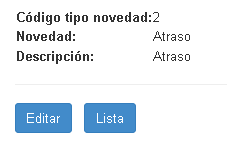 Código tipo novedad:2
Novedad: Atraso
Descripción: Atraso
Editar Lista